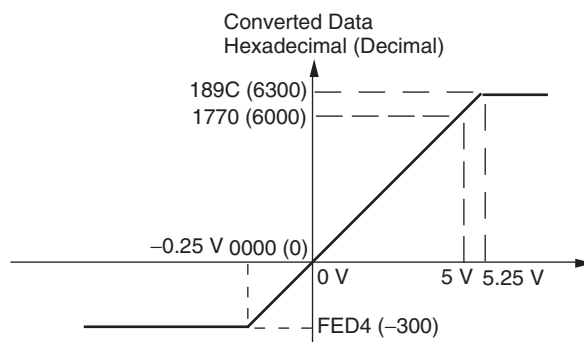 Converted Data
Hexadecimal (Decimal)
189C (6300)
1770 (6000)
−0.25 V 0000 (0)
0 V 5 V 5.25 V
FED4 (−300)